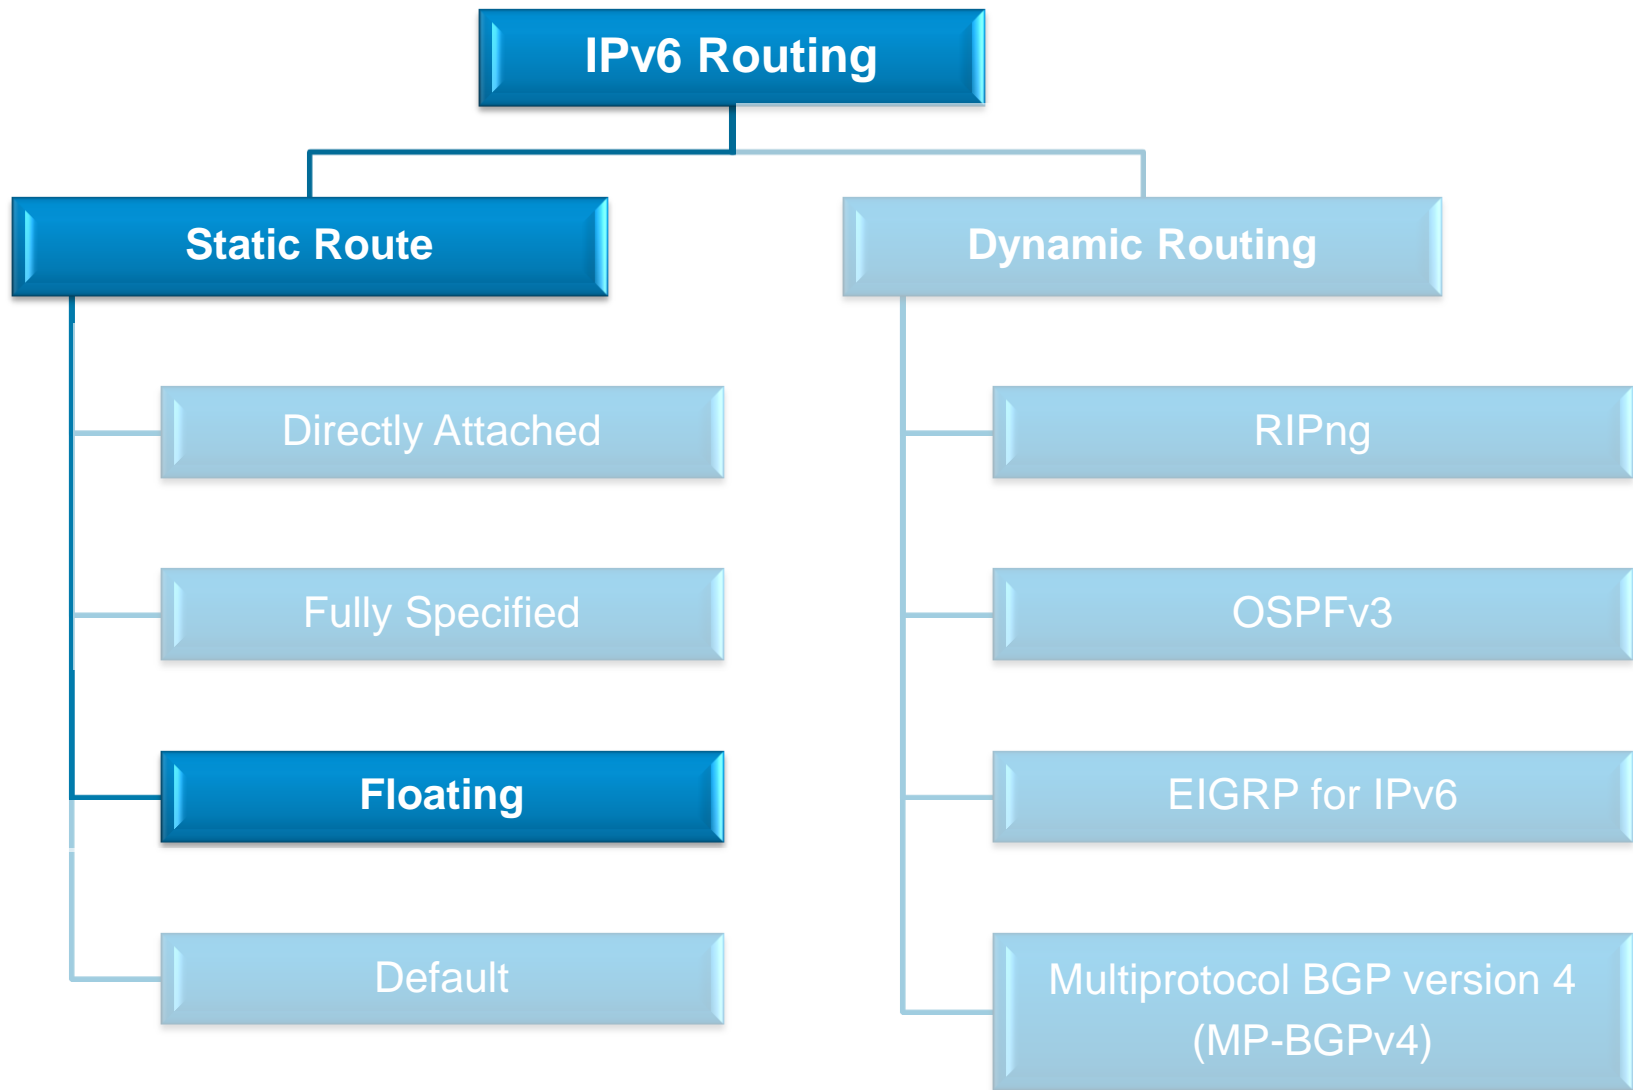 IPv6 Routing
Static Route
Directly Attached
Fully Specified
Floating
Default
Dynamic Routing
RIPng
OSPFv3
EIGRP for IPv6
Multiprotocol BGP version 4
(MP-BGPv4)